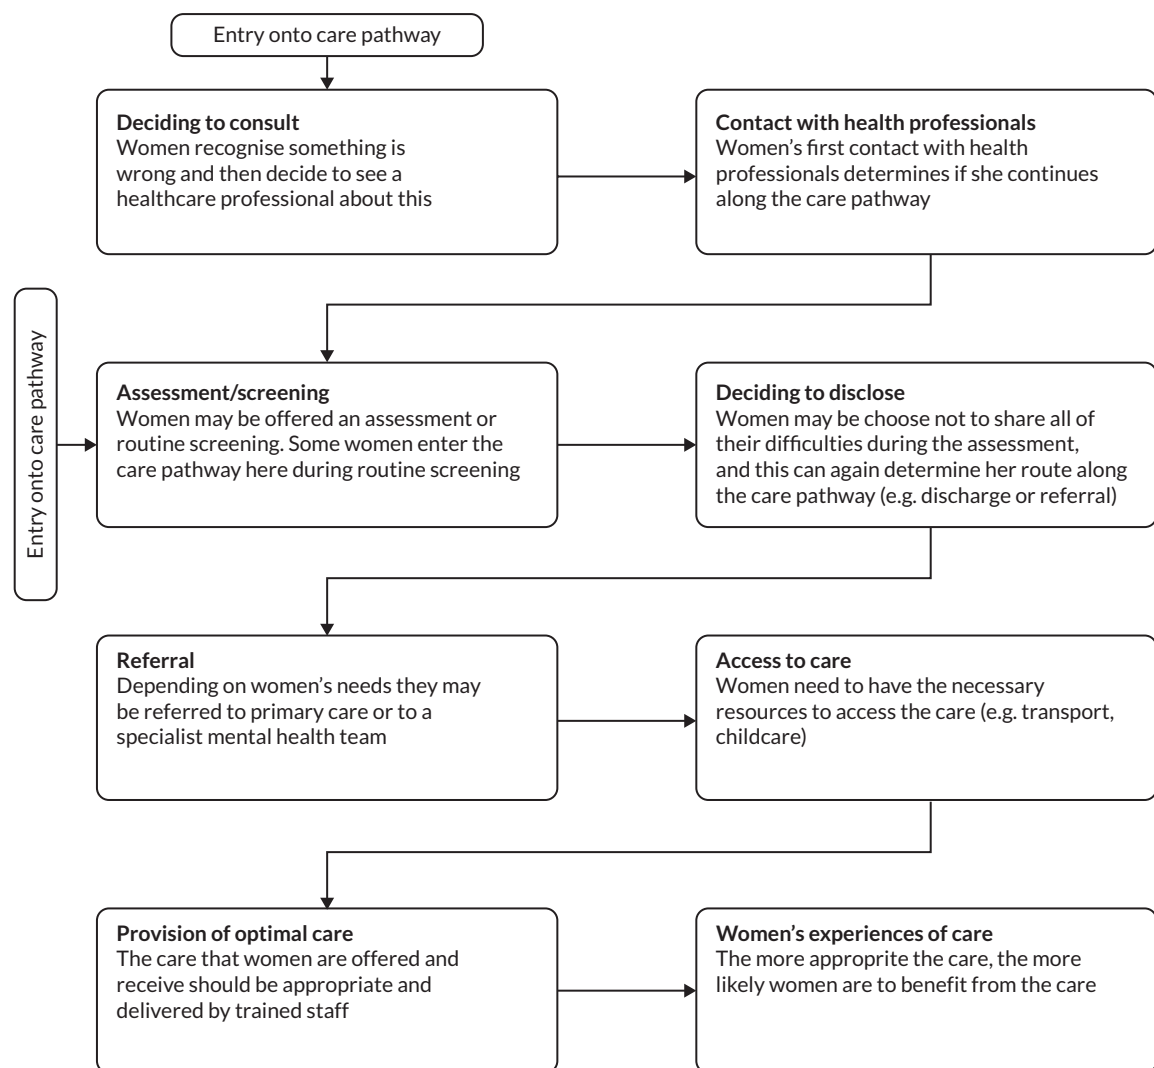 Entry onto care pathway
Deciding to consult
Women recognise something is
wrong and then decide to see a
healthcare professional about this
Contact with health professionals
Women’s first contact with health
professionals determines if she continues
along the care pathway
Entry onto care pathway
Assessment/screening
Women may be offered an assessment or
routine screening. Some women enter the
care pathway here during routine screening
Deciding to disclose
Women may be choose not to share all of
their difficulties during the assessment,
and this can again determine her route along
the care pathway (e.g. discharge or referral)
Referral
Depending on women’s needs they may
be referred to primary care or to a
specialist mental health team
Access to care
Women need to have the necessary
resources to access the care (e.g. transport,
childcare)
Provision of optimal care
The care that women are offered and
receive should be appropriate and
delivered by trained staff
Women’s experiences of care
The more approprite the care, the more
likely women are to benefit from the care